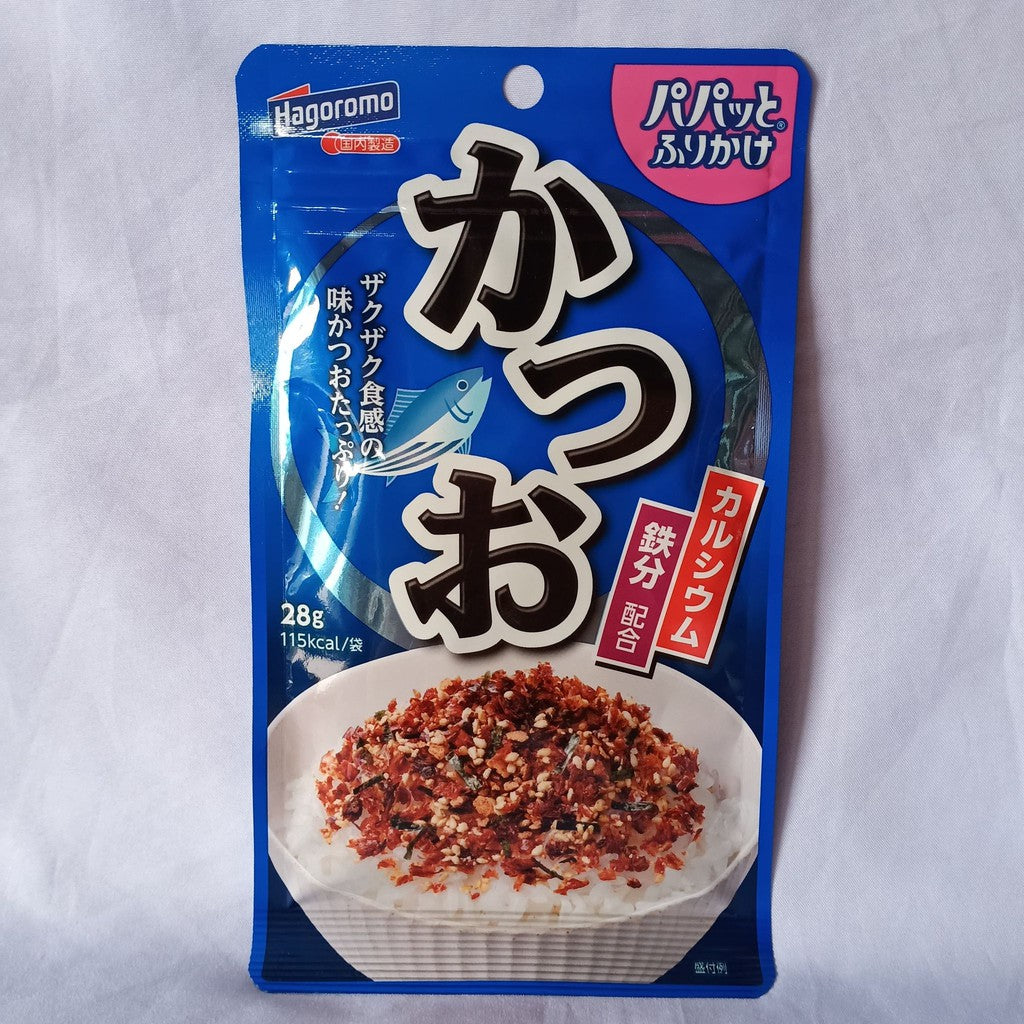 Hagoromo
国内製造
パパッと®
ふりかけ
かつお
ザクザク食感の
味かつおたっぷり！
カルシウム
鉄分 配合
28g
115kcal/袋
盛付例